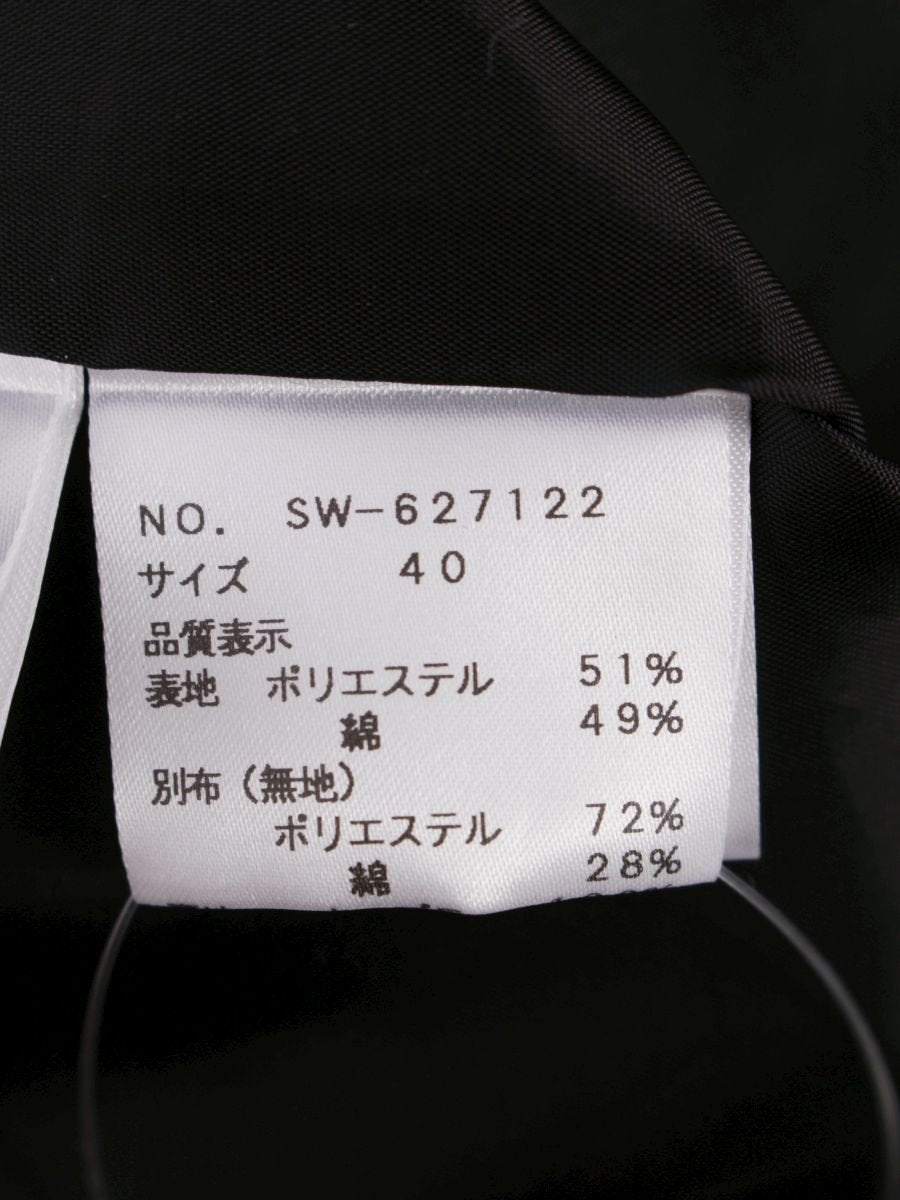 NO. SW-627122
サイズ 40
品質表示
表地 ポリエステル 51%
綿 49%
別布(無地)
ポリエステル 72%
綿 28%